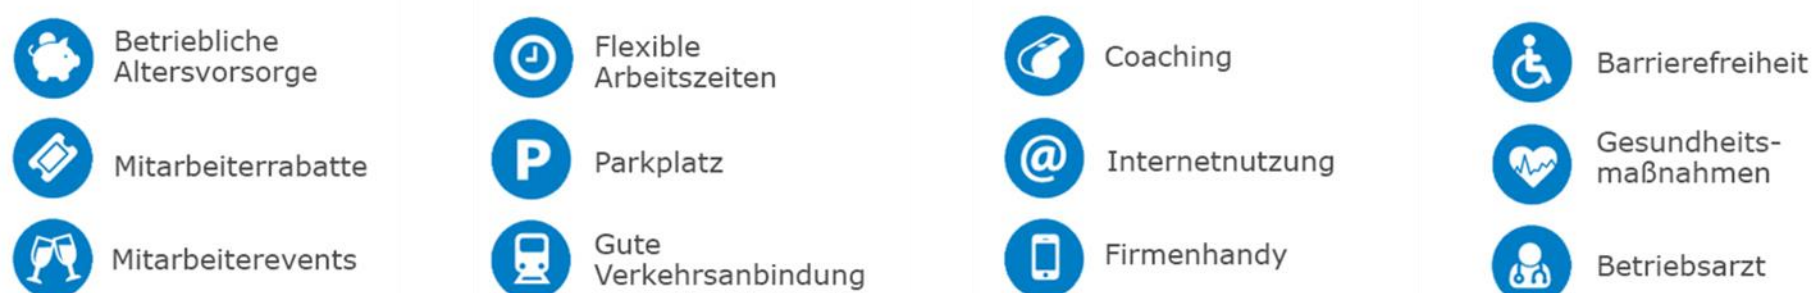 Betriebliche
Altersvorsorge
Mitarbeiterrabatte
Mitarbeiterevents
Flexible
Arbeitszeiten
P
Parkplatz
Gute
Verkehrsanbindung
Coaching
@
Internetnutzung
Firmenhandy
Barrierefreiheit
Gesundheits-
maßnahmen
Betriebsarzt